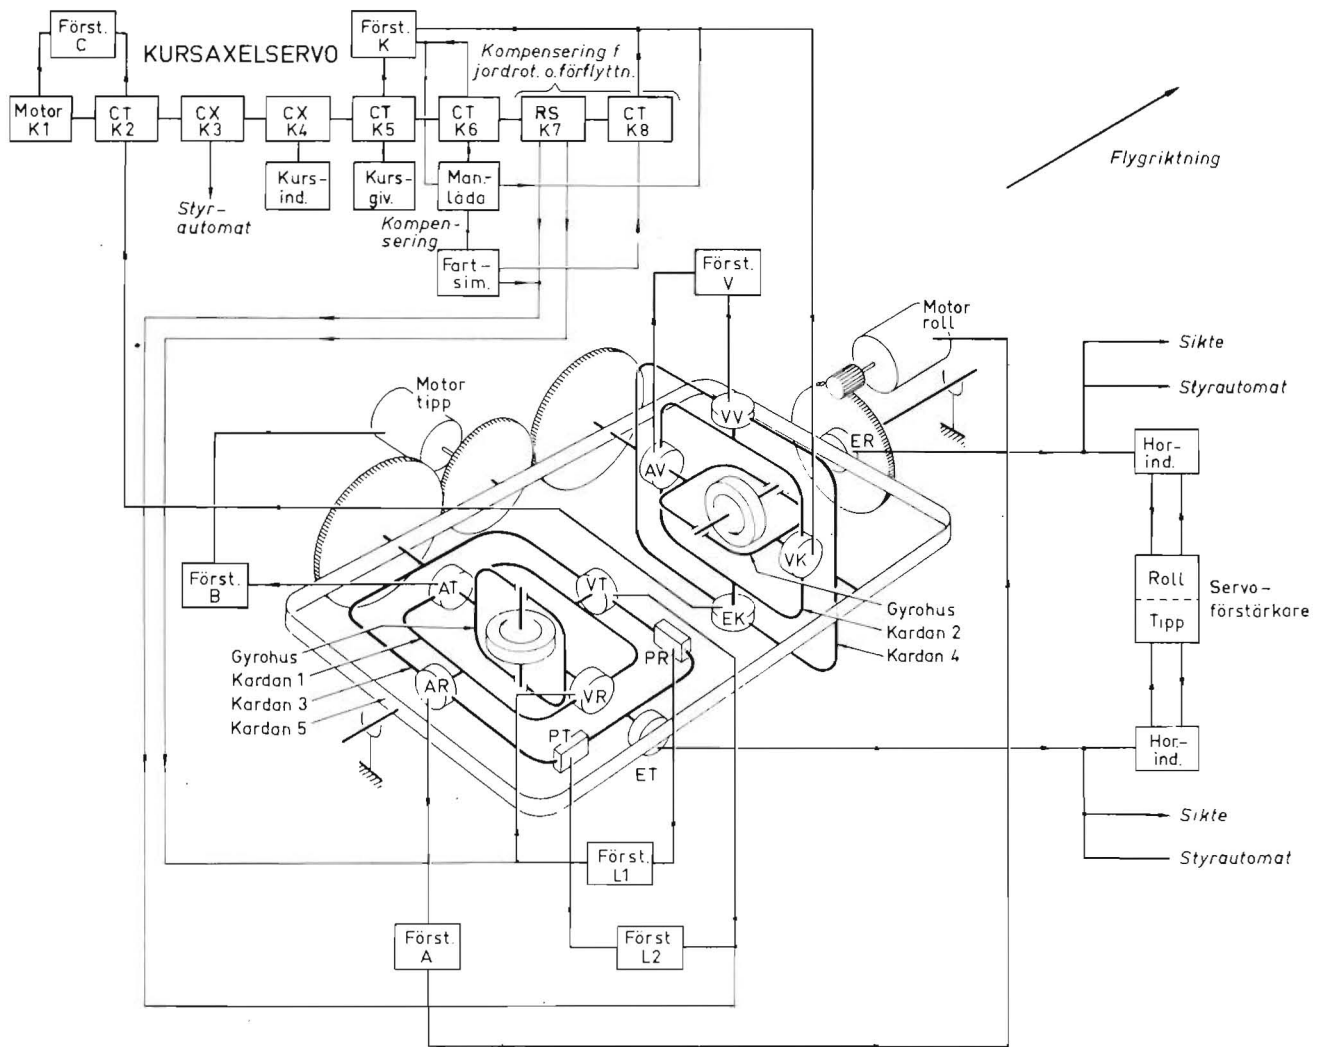 Först.
C
KURSAXELSERVO
Först.
K
Kompensering f
jordrot. o. förflyttn.
Motor
K1
CT
K2
CX
K3
CX
K4
CT
K5
CT
K6
RS
K7
CT
K8
Styr-
automat
Kurs-
ind.
Kurs-
giv.
Man.-
låda
Kompen-
sering
Fart-
sim.
Flygriktning
Först.
V
Motor
roll
Sikte
Styrautomat
Motor
tipp
VV
AV
ER
VK
EK
Hor-
ind.
Roll
Tipp
Servo-
förstärkare
Hor.-
ind.
Först.
B
AT
VT
PR
AR
VR
PT
ET
Gyrohus
Kardan 1
Kardan 3
Kardan 5
Gyrohus
Kardan 2
Kardan 4
Sikte
Styrautomat
Först.
L1
Först.
A
Först
L2